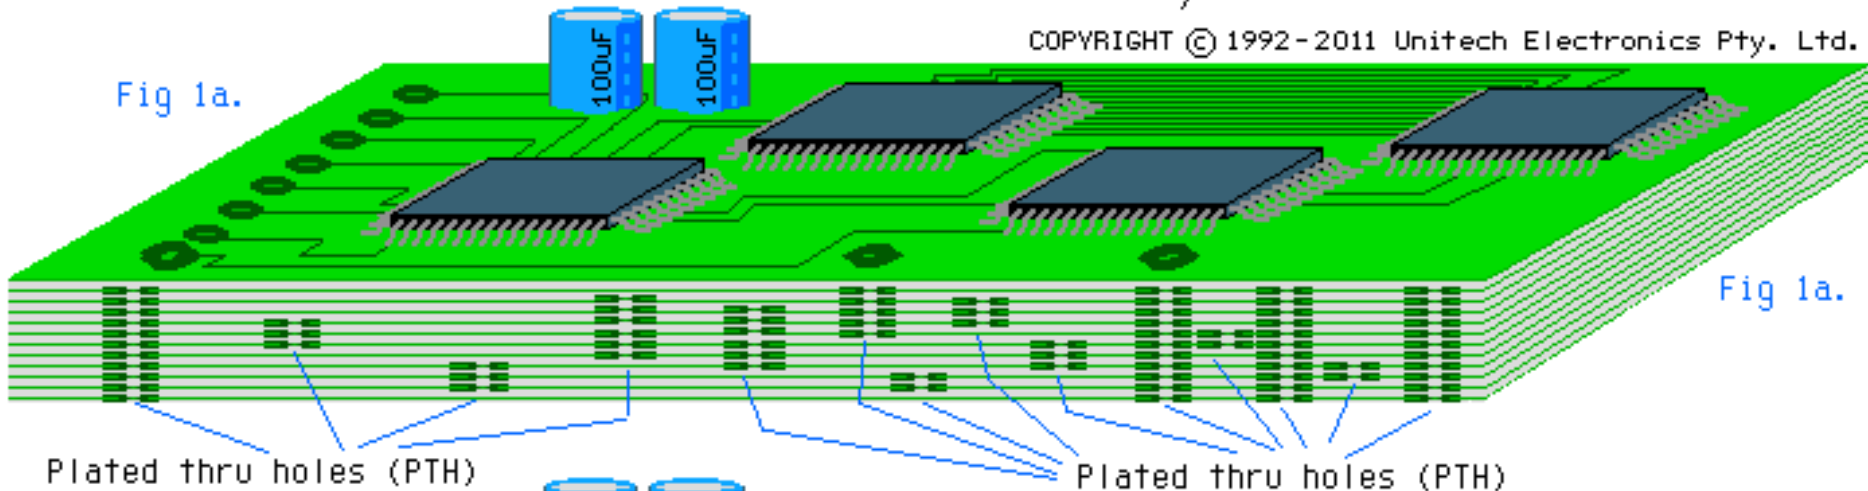 COPYRIGHT © 1992-2011 Unitech Electronics Pty. Ltd.
100uF
100uF
Fig 1a.
Fig 1a.
Plated thru holes (PTH)
Plated thru holes (PTH)